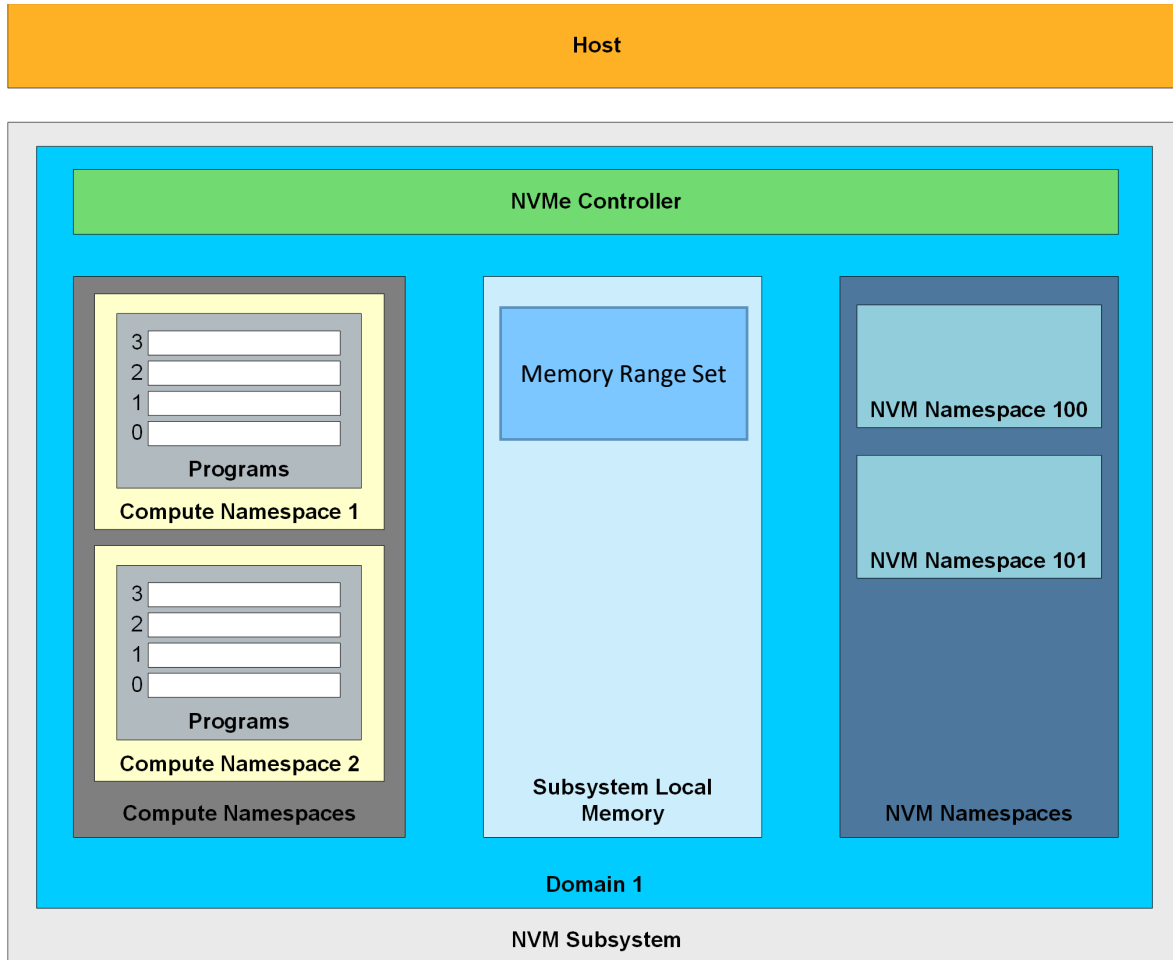 Host
NVMe Controller
3
2
1
0
Programs
Compute Namespace 1
3
2
1
0
Programs
Compute Namespace 2
Compute Namespaces
Memory Range Set
Subsystem Local
Memory
NVM Namespace 100
NVM Namespace 101
NVM Namespaces
Domain 1
NVM Subsystem